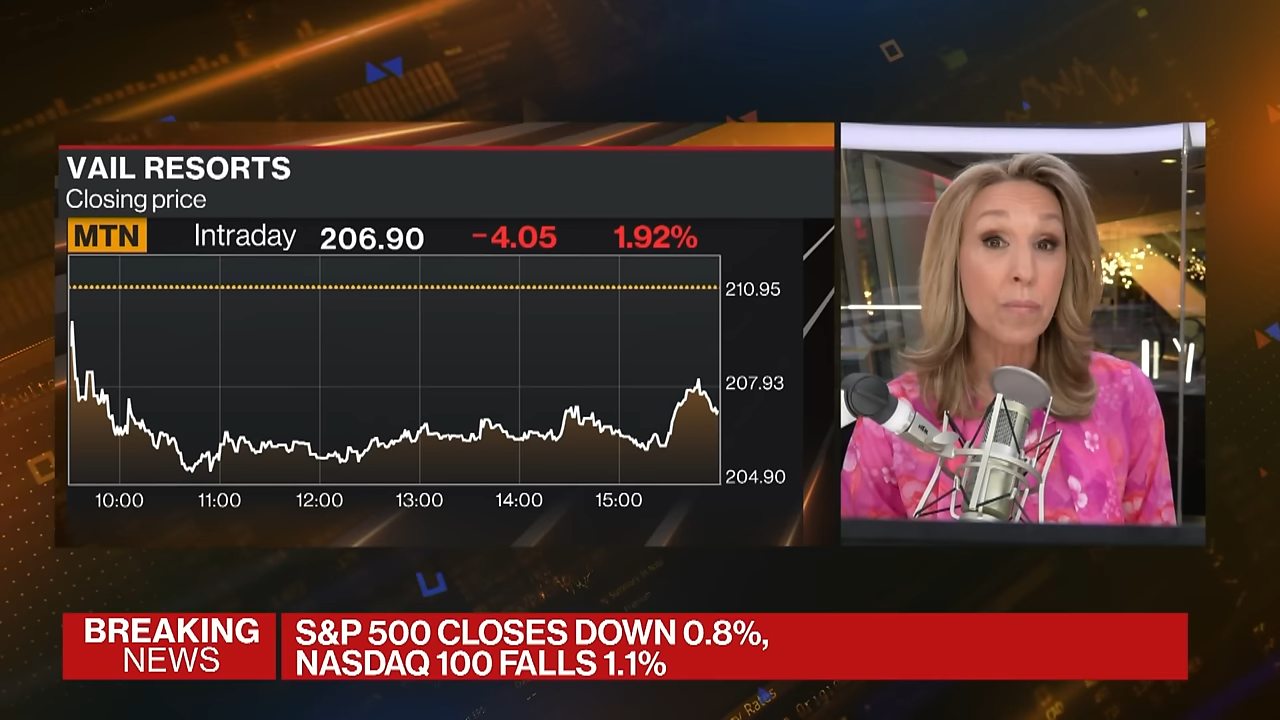 VAIL RESORTS
Closing price
MTN Intraday 206.90 −4.05 1.92%
210.95
207.93
204.90
10:00 11:00 12:00 13:00 14:00 15:00
BREAKING NEWS
S&P 500 CLOSES DOWN 0.8%,
NASDAQ 100 FALLS 1.1%